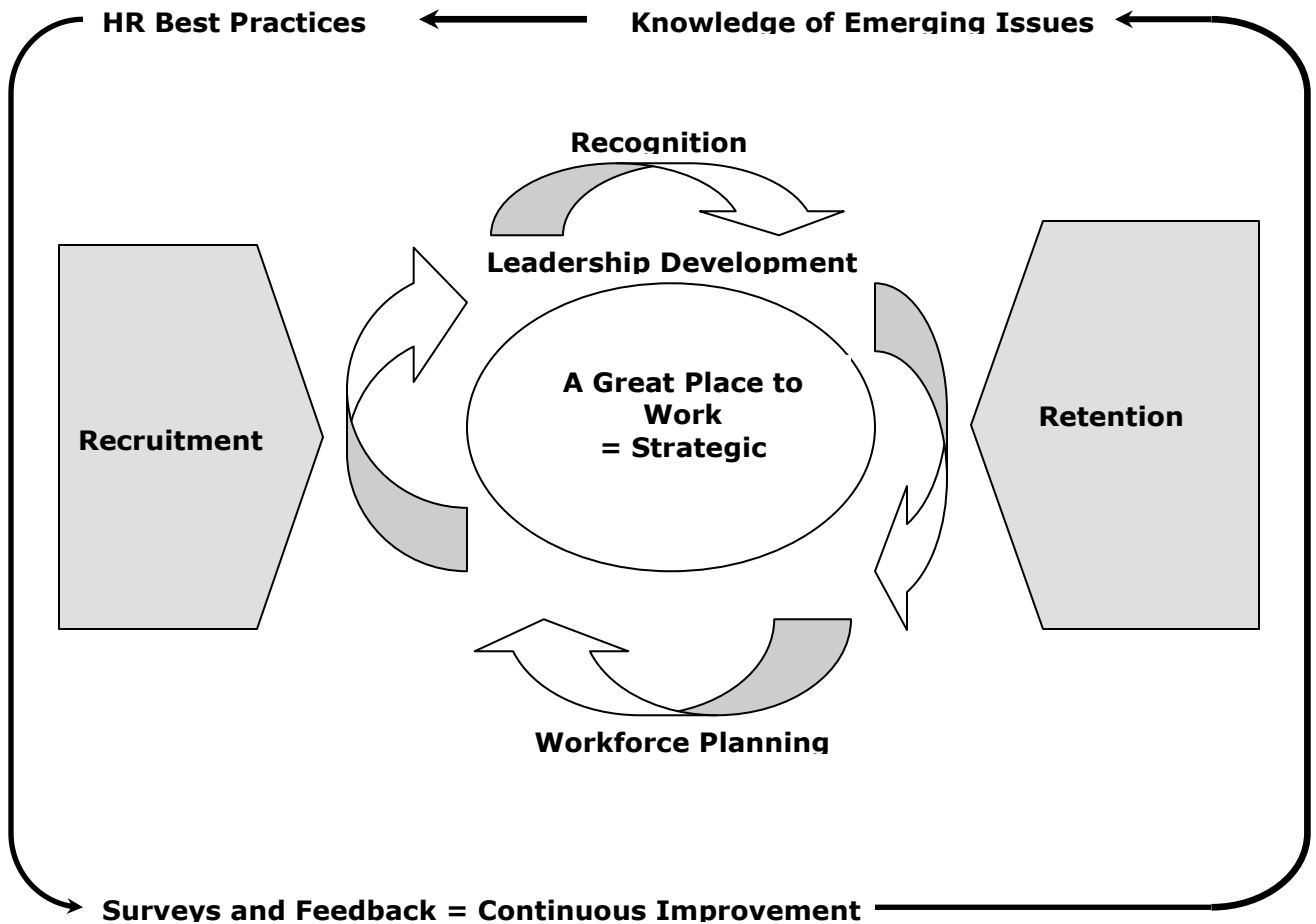 HR Best Practices
Knowledge of Emerging Issues
Recognition
Leadership Development
A Great Place to
Work
= Strategic
Recruitment
Retention
Workforce Planning
Surveys and Feedback = Continuous Improvement